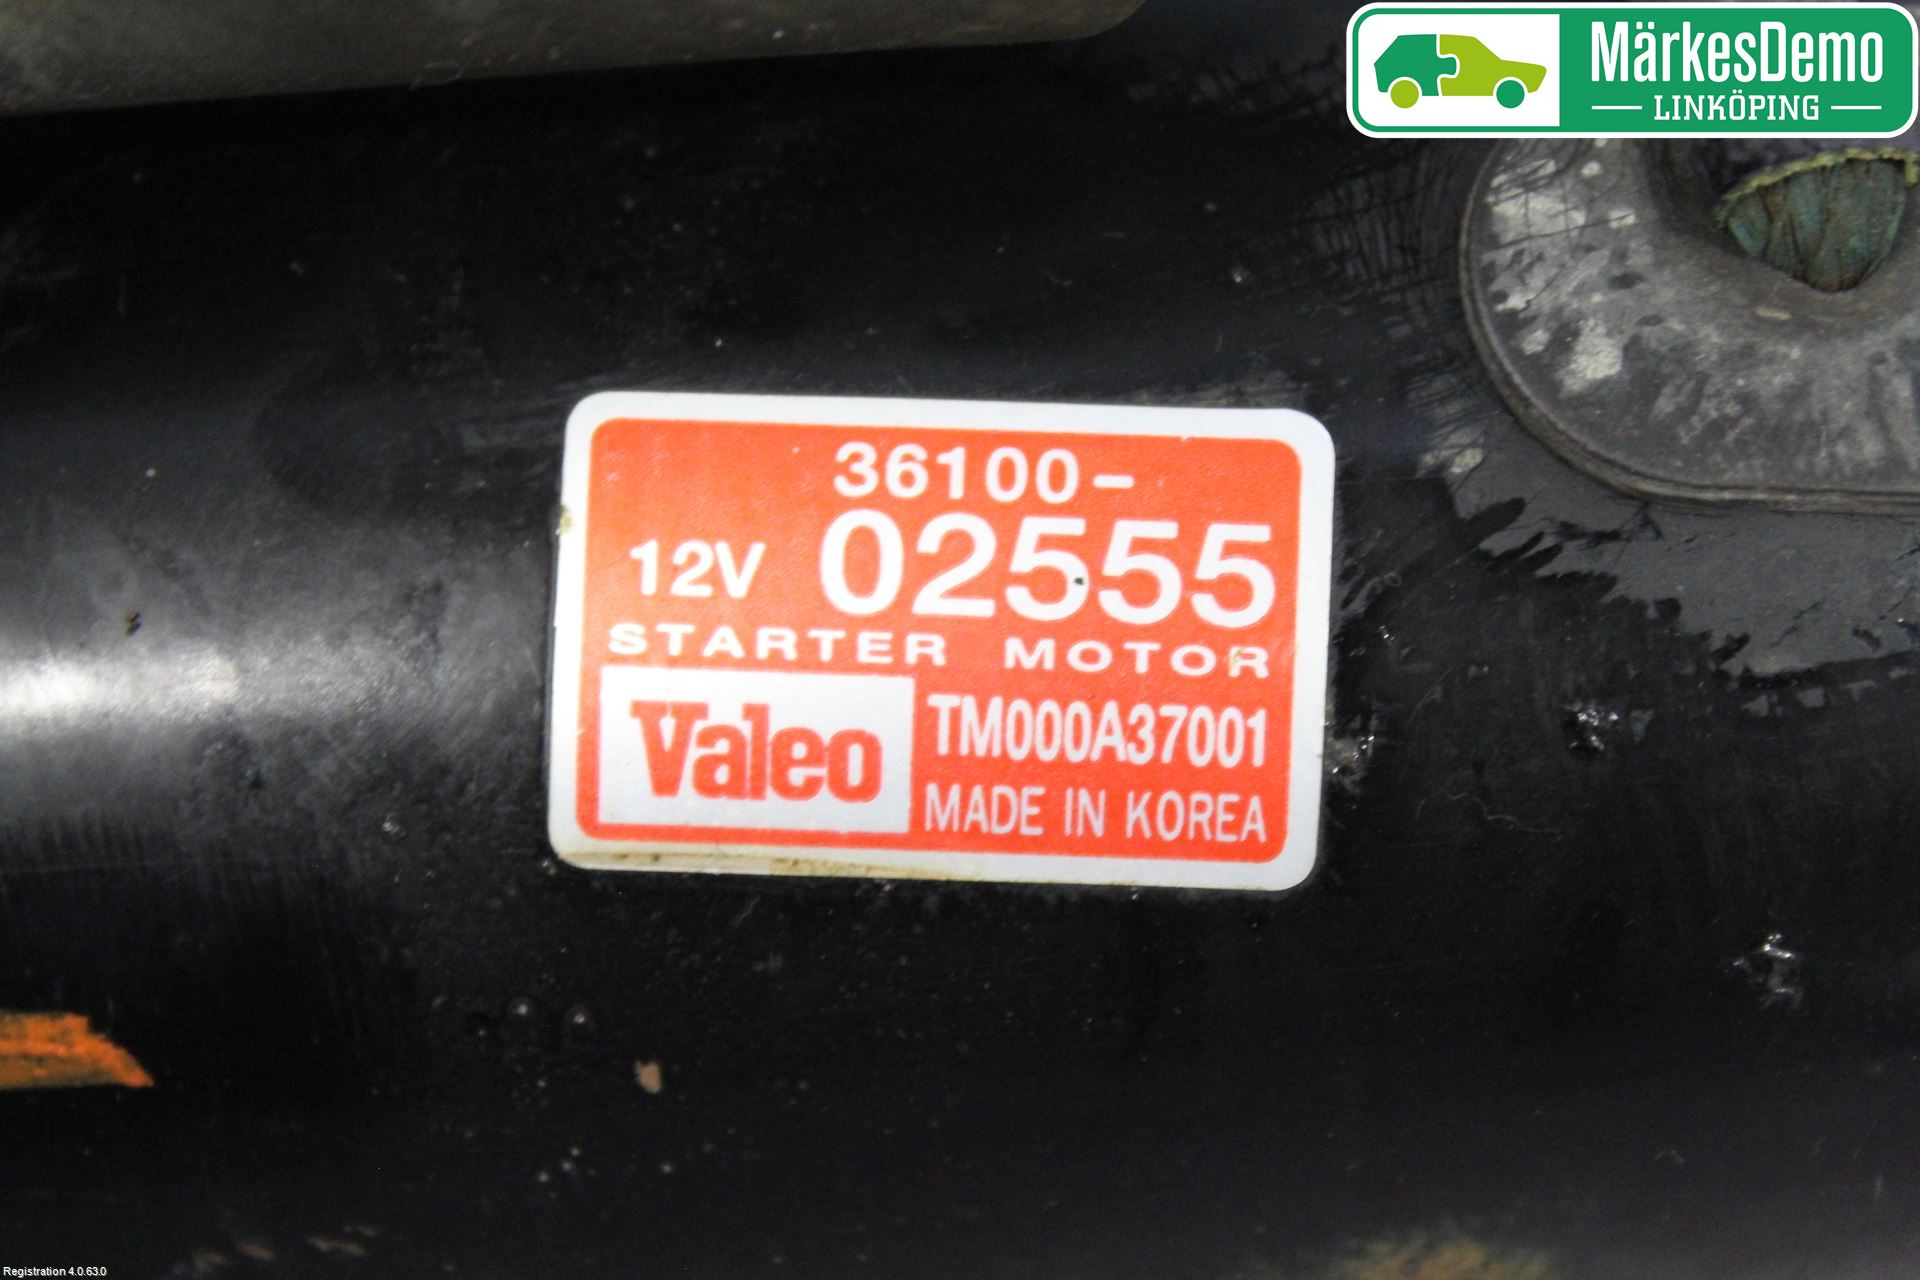 MärkesDemo
LINKÖPING
36100-
12V 02555
STARTER MOTOR
Valeo TM000A37001
MADE IN KOREA
Registration 4.0.63.0